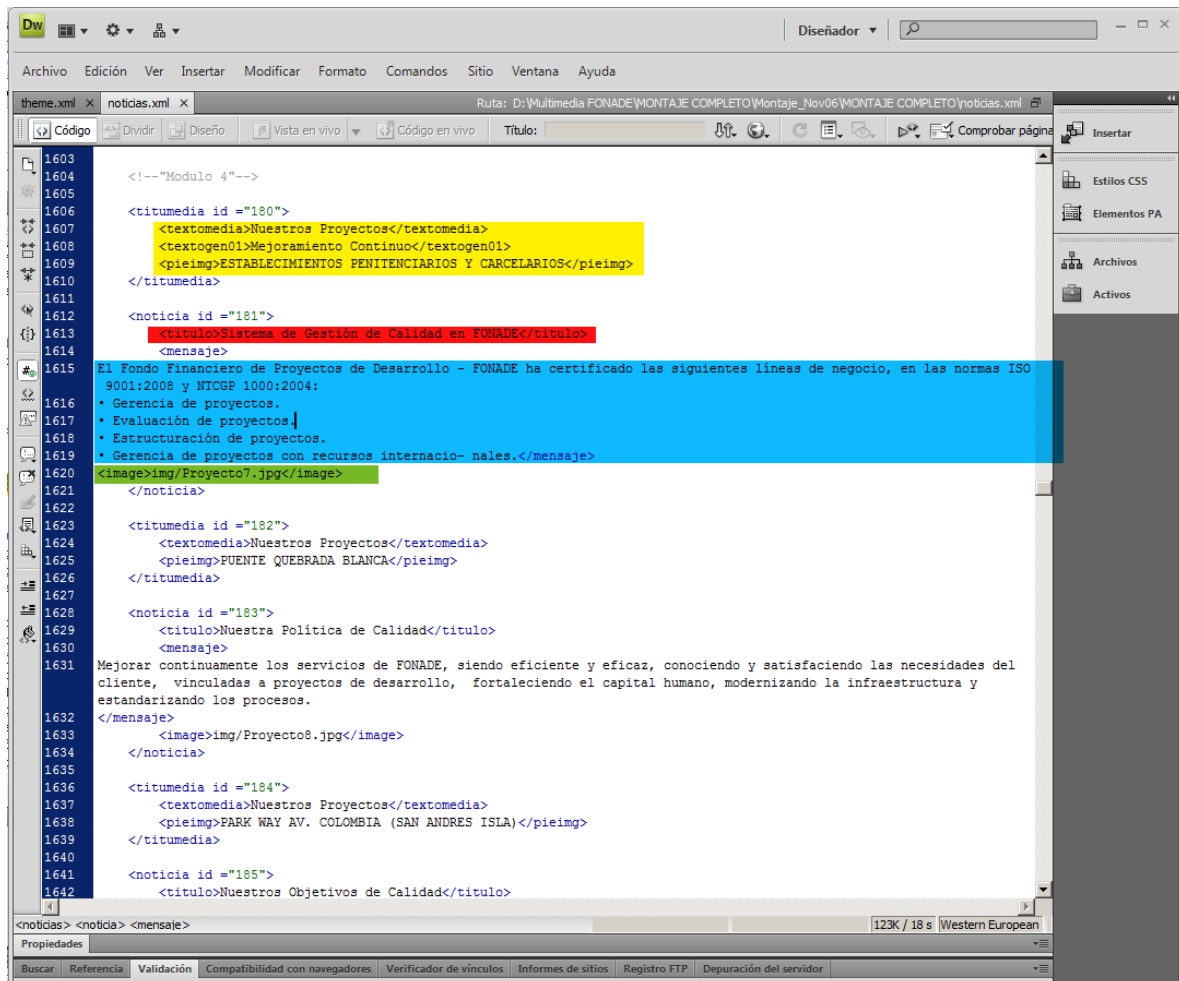 Dw
Diseñador
Archivo Edición Ver Insertar Modificar Formato Comandos Sitio Ventana Ayuda
theme.xml × noticias.xml × Ruta: D:\Multimedia FONADE\MONTAJE COMPLETO\Montaje_Nov06\MONTAJE COMPLETO\noticias.xml
Código Dividir Diseño Vista en vivo Código en vivo Título: Comprobar página
Insertar
Estilos CSS
Elementos PA
Archivos
Activos
1603
1604 <!--"Modulo 4"-->
1605
1606 <titumedia id ="180">
1607 <textomedia>Nuestros Proyectos</textomedia>
1608 <textogen01>Mejoramiento Continuo</textogen01>
1609 <pieimg>ESTABLECIMIENTOS PENITENCIARIOS Y CARCELARIOS</pieimg>
1610 </titumedia>
1611
1612 <noticia id ="181">
1613 <titulo>Sistema de Gestión de Calidad en FONADE</titulo>
1614 <mensaje>
1615 El Fondo Financiero de Proyectos de Desarrollo - FONADE ha certificado las siguientes líneas de negocio, en las normas ISO
9001:2008 y NTCGP 1000:2004:
1616 • Gerencia de proyectos.
1617 • Evaluación de proyectos.
1618 • Estructuración de proyectos.
1619 • Gerencia de proyectos con recursos internacio- nales.</mensaje>
1620 <image>img/Proyecto7.jpg</image>
1621 </noticia>
1622
1623 <titumedia id ="182">
1624 <textomedia>Nuestros Proyectos</textomedia>
1625 <pieimg>PUENTE QUEBRADA BLANCA</pieimg>
1626 </titumedia>
1627
1628 <noticia id ="183">
1629 <titulo>Nuestra Política de Calidad</titulo>
1630 <mensaje>
1631 Mejorar continuamente los servicios de FONADE, siendo eficiente y eficaz, conociendo y satisfaciendo las necesidades del
cliente, vinculadas a proyectos de desarrollo, fortaleciendo el capital humano, modernizando la infraestructura y
estandarizando los procesos.
1632 </mensaje>
1633 <image>img/Proyecto8.jpg</image>
1634 </noticia>
1635
1636 <titumedia id ="184">
1637 <textomedia>Nuestros Proyectos</textomedia>
1638 <pieimg>PARK WAY AV. COLOMBIA (SAN ANDRES ISLA)</pieimg>
1639 </titumedia>
1640
1641 <noticia id ="185">
1642 <titulo>Nuestros Objetivos de Calidad</titulo>
<noticias> <noticia> <mensaje> 123K / 18 s Western European
Propiedades
Buscar Referencia Validación Compatibilidad con navegadores Verificador de vínculos Informes de sitios Registro FTP Depuración del servidor